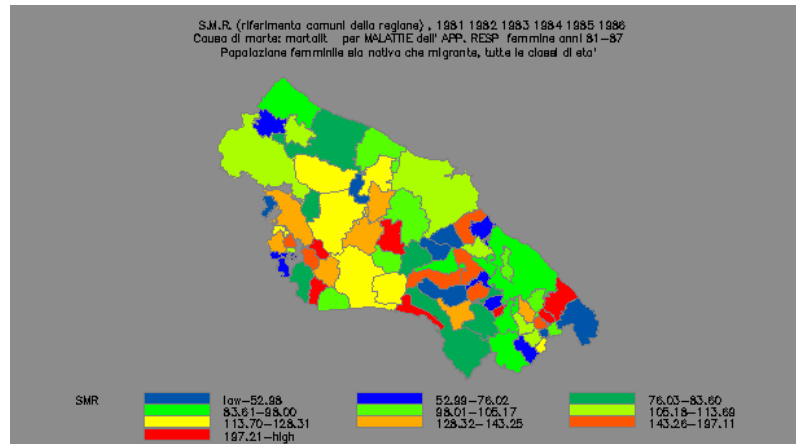 S.M.R. (riferimento comuni della regione) , 1981 1982 1983 1984 1985 1986
Causa di morte: mortalit per MALATTIE dell' APP. RESP femmine anni 81-87
Popolazione femminile sia nativa che migrante, tutte le classi di eta'
SMR low-52.98 52.99-76.02 76.03-83.60
83.61-98.00 98.01-105.17 105.18-113.69
113.70-128.31 128.32-143.25 143.26-197.11
197.21-high